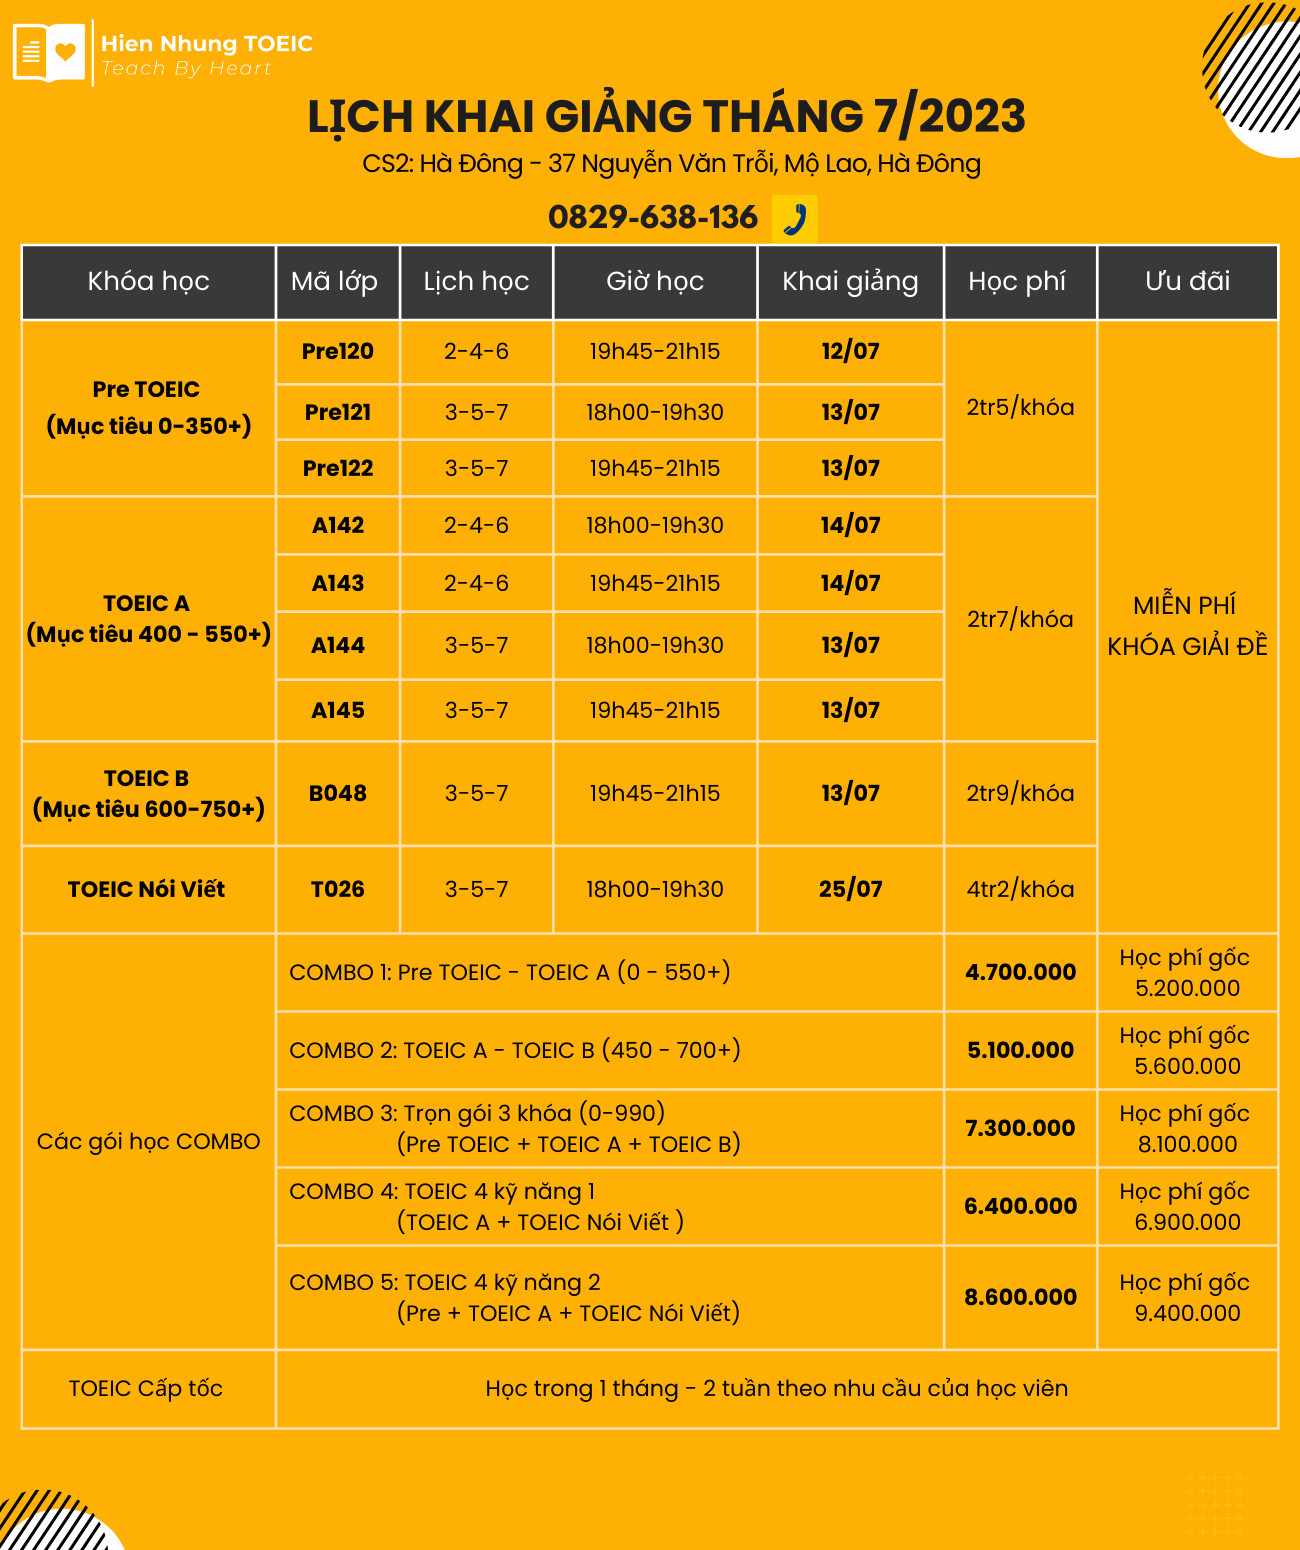 Hien Nhung TOEIC
Teach By Heart
LỊCH KHAI GIẢNG THÁNG 7/2023
CS2: Hà Đông - 37 Nguyễn Văn Trỗi, Mộ Lao, Hà Đông
0829-638-136
Khóa học Mã lớp Lịch học Giờ học Khai giảng Học phí Ưu đãi
Pre TOEIC
(Mục tiêu 0-350+)
Pre120 2-4-6 19h45-21h15 12/07
Pre121 3-5-7 18h00-19h30 13/07
Pre122 3-5-7 19h45-21h15 13/07
2tr5/khóa
TOEIC A
(Mục tiêu 400 - 550+)
A142 2-4-6 18h00-19h30 14/07
A143 2-4-6 19h45-21h15 14/07
A144 3-5-7 18h00-19h30 13/07
A145 3-5-7 19h45-21h15 13/07
2tr7/khóa
MIỄN PHÍ
KHÓA GIẢI ĐỀ
TOEIC B
(Mục tiêu 600-750+)
B048 3-5-7 19h45-21h15 13/07 2tr9/khóa
TOEIC Nói Viết T026 3-5-7 18h00-19h30 25/07 4tr2/khóa
Các gói học COMBO
COMBO 1: Pre TOEIC - TOEIC A (0 - 550+) 4.700.000
Học phí gốc
5.200.000
COMBO 2: TOEIC A - TOEIC B (450 - 700+) 5.100.000
Học phí gốc
5.600.000
COMBO 3: Trọn gói 3 khóa (0-990)
(Pre TOEIC + TOEIC A + TOEIC B)
7.300.000
Học phí gốc
8.100.000
COMBO 4: TOEIC 4 kỹ năng 1
(TOEIC A + TOEIC Nói Viết )
6.400.000
Học phí gốc
6.900.000
COMBO 5: TOEIC 4 kỹ năng 2
(Pre + TOEIC A + TOEIC Nói Viết)
8.600.000
Học phí gốc
9.400.000
TOEIC Cấp tốc Học trong 1 tháng - 2 tuần theo nhu cầu của học viên